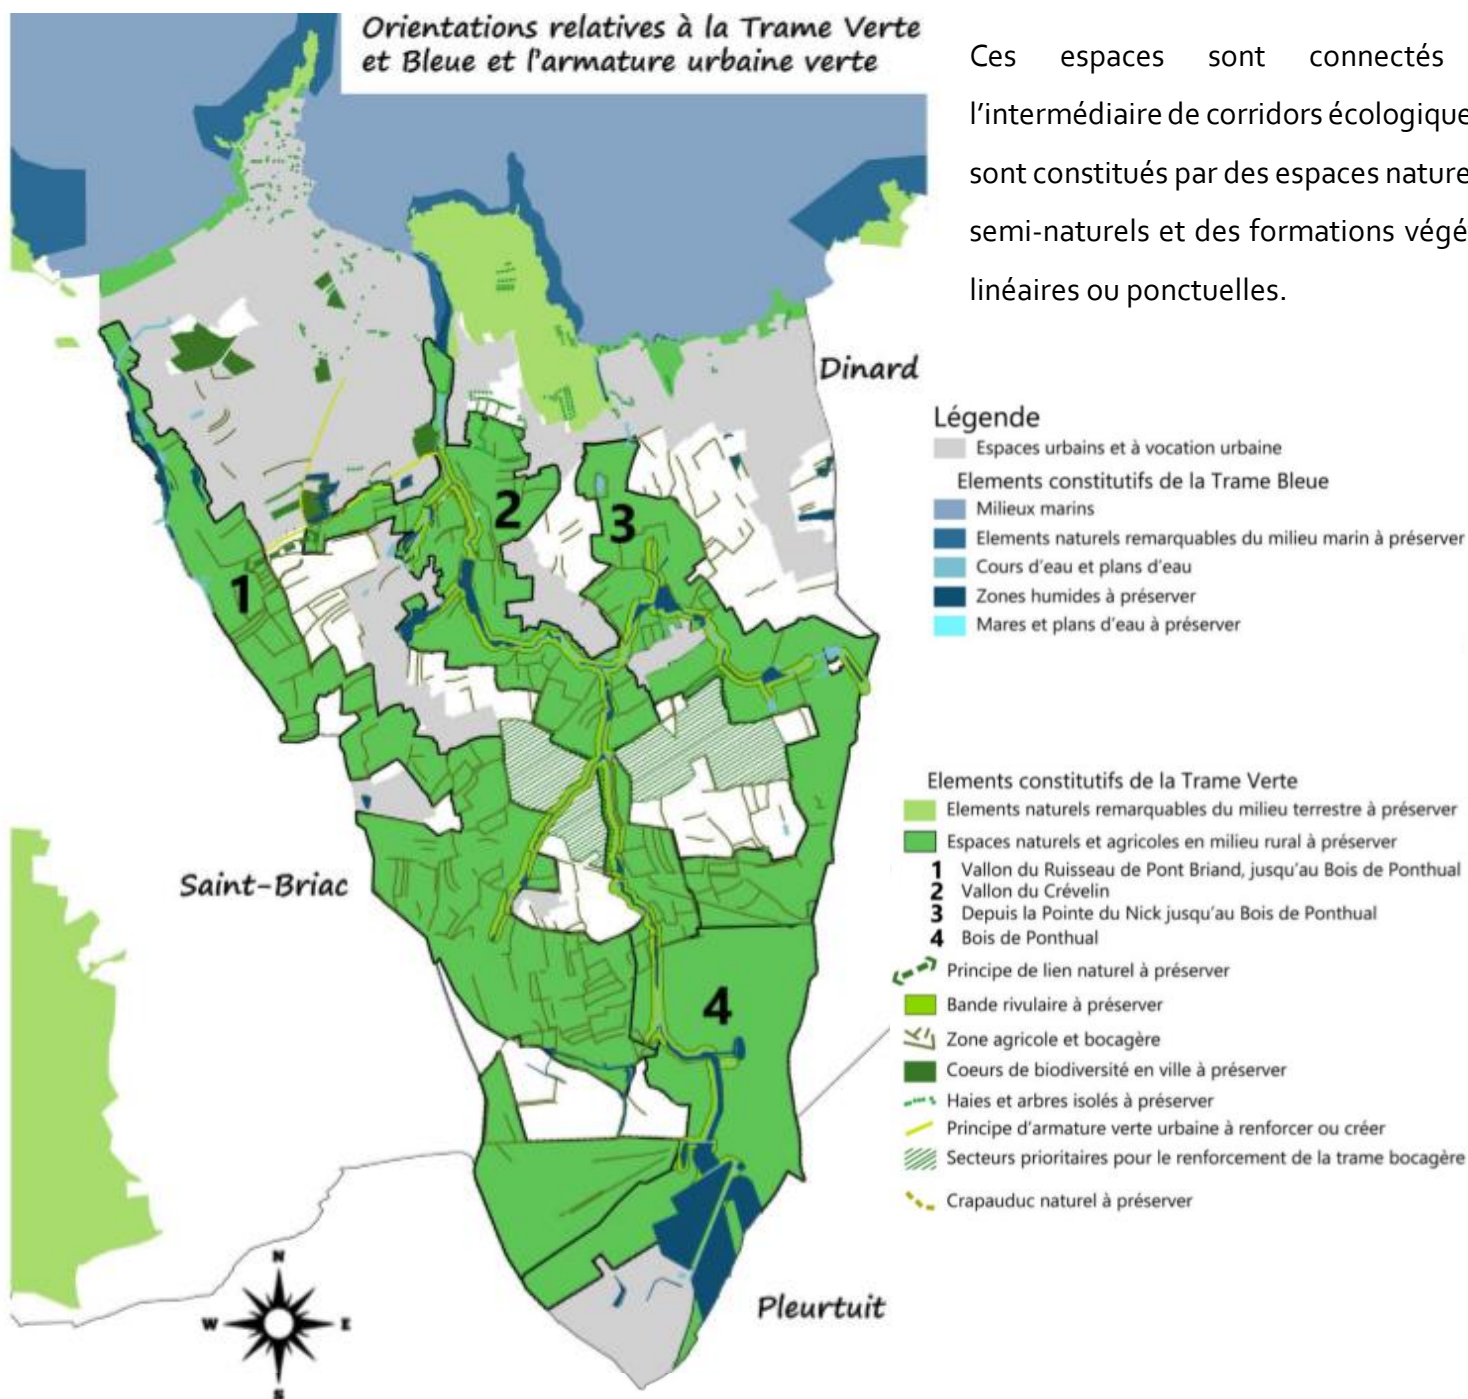 Orientations relatives à la Trame Verte
et Bleue et l'armature urbaine verte
Ces espaces sont connectés
l'intermédiaire de corridors écologique
sont constitués par des espaces nature
semi-naturels et des formations végé
linéaires ou ponctuelles.
Dinard
Saint-Briac
Pleurtuit
1
2
3
4
N
W
E
S
Légende
Espaces urbains et à vocation urbaine
Elements constitutifs de la Trame Bleue
Milieux marins
Elements naturels remarquables du milieu marin à préserver
Cours d'eau et plans d'eau
Zones humides à préserver
Mares et plans d'eau à préserver
Elements constitutifs de la Trame Verte
Elements naturels remarquables du milieu terrestre à préserver
Espaces naturels et agricoles en milieu rural à préserver
1 Vallon du Ruisseau de Pont Briand, jusqu'au Bois de Ponthual
2 Vallon du Crévelin
3 Depuis la Pointe du Nick jusqu'au Bois de Ponthual
4 Bois de Ponthual
Principe de lien naturel à préserver
Bande rivulaire à préserver
Zone agricole et bocagère
Coeurs de biodiversité en ville à préserver
Haies et arbres isolés à préserver
Principe d'armature verte urbaine à renforcer ou créer
Secteurs prioritaires pour le renforcement de la trame bocagère
Crapauduc naturel à préserver